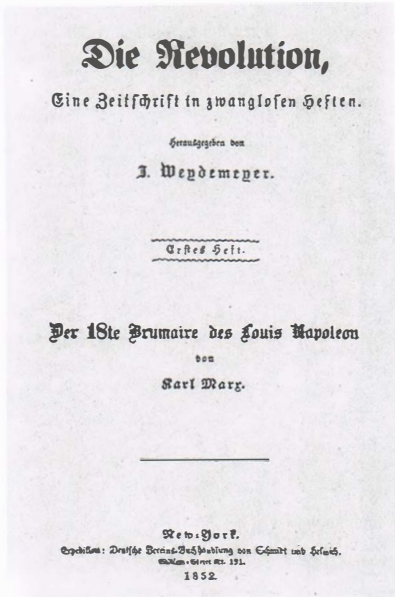 Die Revolution,
Eine Zeitschrift in zwanglosen Heften.
Herausgegeben von
J. Weydemeyer.
Erstes Heft.
Der 18te Brumaire des Louis Napoleon
von
Karl Marx.
New-York.
Expedition: Deutsche Vereins-Buchhandlung von Schmidt und Helmich.
William-Street Nr. 191.
1852.